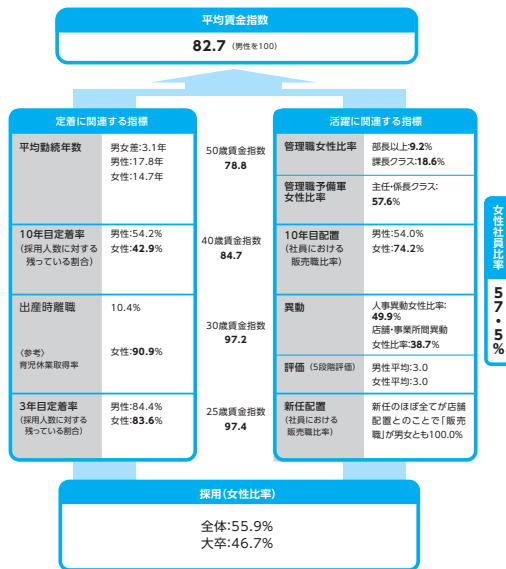 平均賃金指数
82.7（男性を100）
定着に関連する指標
平均勤続年数
男女差:3.1年
男性:17.8年
女性:14.7年
10年目定着率
（採用人数に対する
残っている割合）
男性:54.2%
女性:42.9%
出産時離職
10.4%
〈参考〉
育児休業取得率
女性:90.9%
3年目定着率
（採用人数に対する
残っている割合）
男性:84.4%
女性:83.6%
50歳賃金指数
78.8
40歳賃金指数
84.7
30歳賃金指数
97.2
25歳賃金指数
97.4
活躍に関連する指標
管理職女性比率
部長以上:9.2%
課長クラス:18.6%
管理職予備軍
女性比率
主任・係長クラス:
57.6%
10年目配置
（社員における
販売職比率）
男性:54.0%
女性:74.2%
異動
人事異動女性比率:
49.9%
店舗・事業所間異動
女性比率:38.7%
評価（5段階評価）
男性平均:3.0
女性平均:3.0
新任配置
（社員における
販売職比率）
新任のほぼ全てが店舗
配置とのことで「販売
職」が男女とも100.0%
女性社員比率
57・5%
採用（女性比率）
全体:55.9%
大卒:46.7%